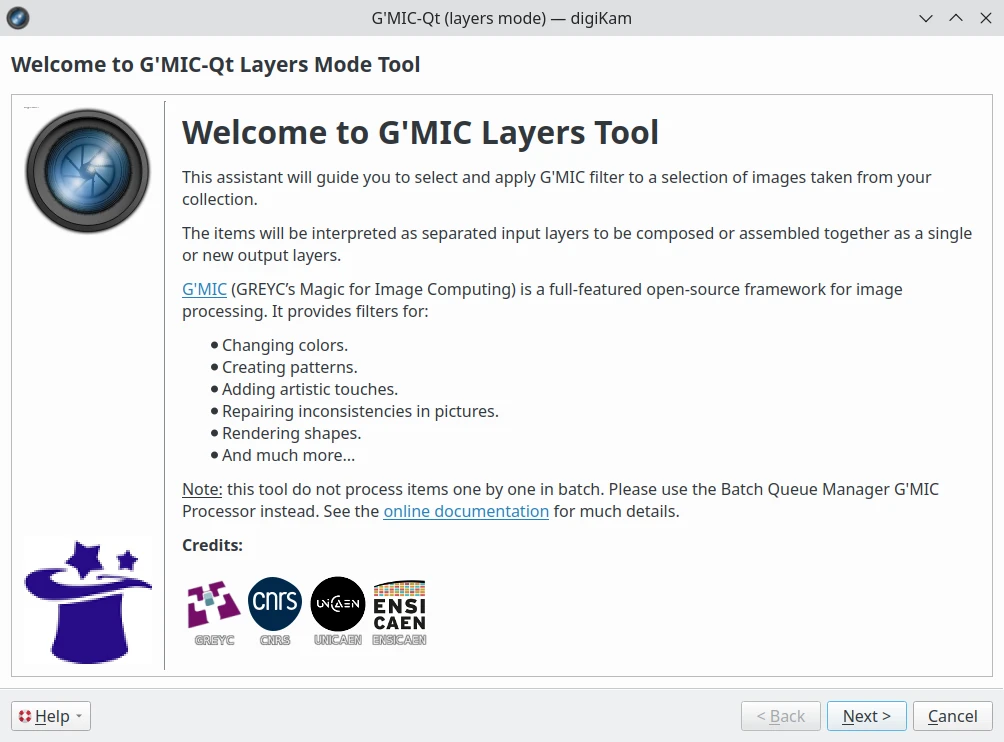 G'MIC-Qt (layers mode) — digiKam
Welcome to G'MIC-Qt Layers Mode Tool
Welcome to G'MIC Layers Tool
This assistant will guide you to select and apply G'MIC filter to a selection of images taken from your
collection.
The items will be interpreted as separated input layers to be composed or assembled together as a single
or new output layers.
G'MIC (GREYC’s Magic for Image Computing) is a full-featured open-source framework for image
processing. It provides filters for:
Changing colors.
Creating patterns.
Adding artistic touches.
Repairing inconsistencies in pictures.
Rendering shapes.
And much more...
Note: this tool do not process items one by one in batch. Please use the Batch Queue Manager G'MIC
Processor instead. See the online documentation for much details.
Credits:
cnrs
UNICAEN
ENSI
CAEN
GREYC CNRS UNICAEN ENSICAEN
Help < Back Next > Cancel